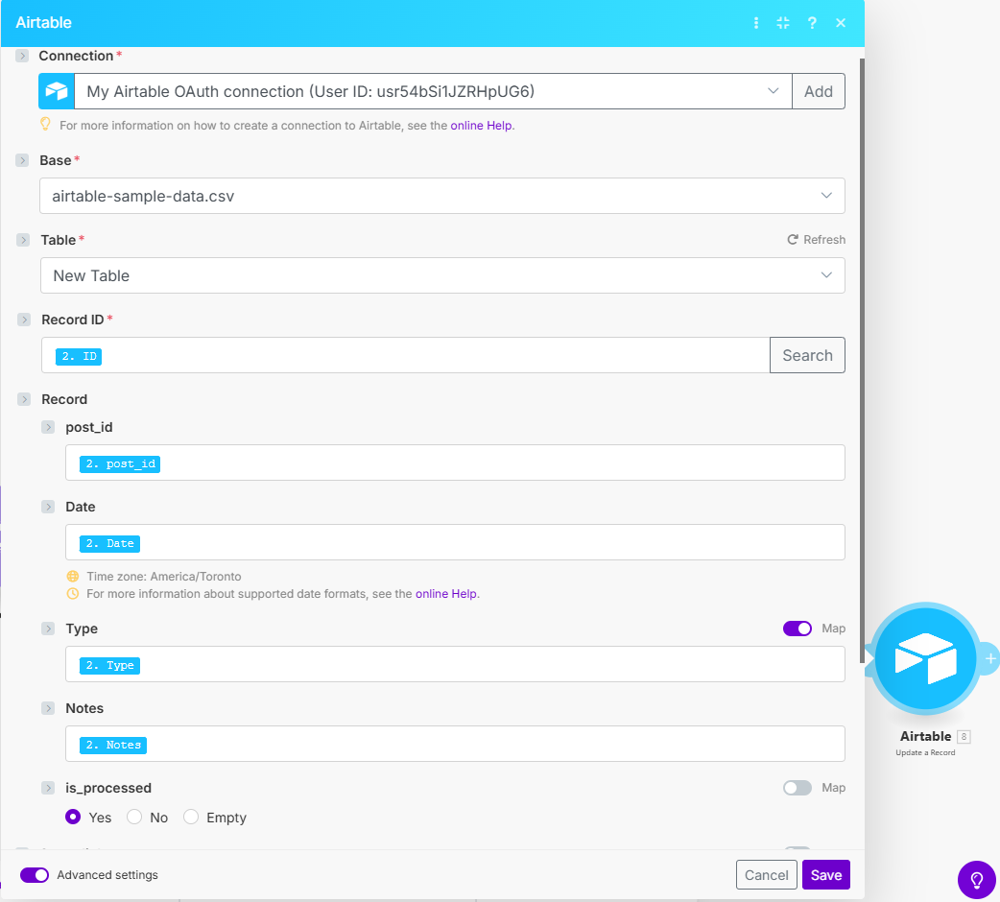 Airtable
?
Connection *
My Airtable OAuth connection (User ID: usr54bSi1JZRHpUG6)
Add
For more information on how to create a connection to Airtable, see the online Help.
Base *
airtable-sample-data.csv
Table *
Refresh
New Table
Record ID *
2. ID
Search
Record
post_id
2. post_id
Date
2. Date
Time zone: America/Toronto
For more information about supported date formats, see the online Help.
Type
Map
2. Type
Notes
2. Notes
is_processed
Map
Yes No Empty
Advanced settings
Cancel
Save
Airtable 8
Update a Record